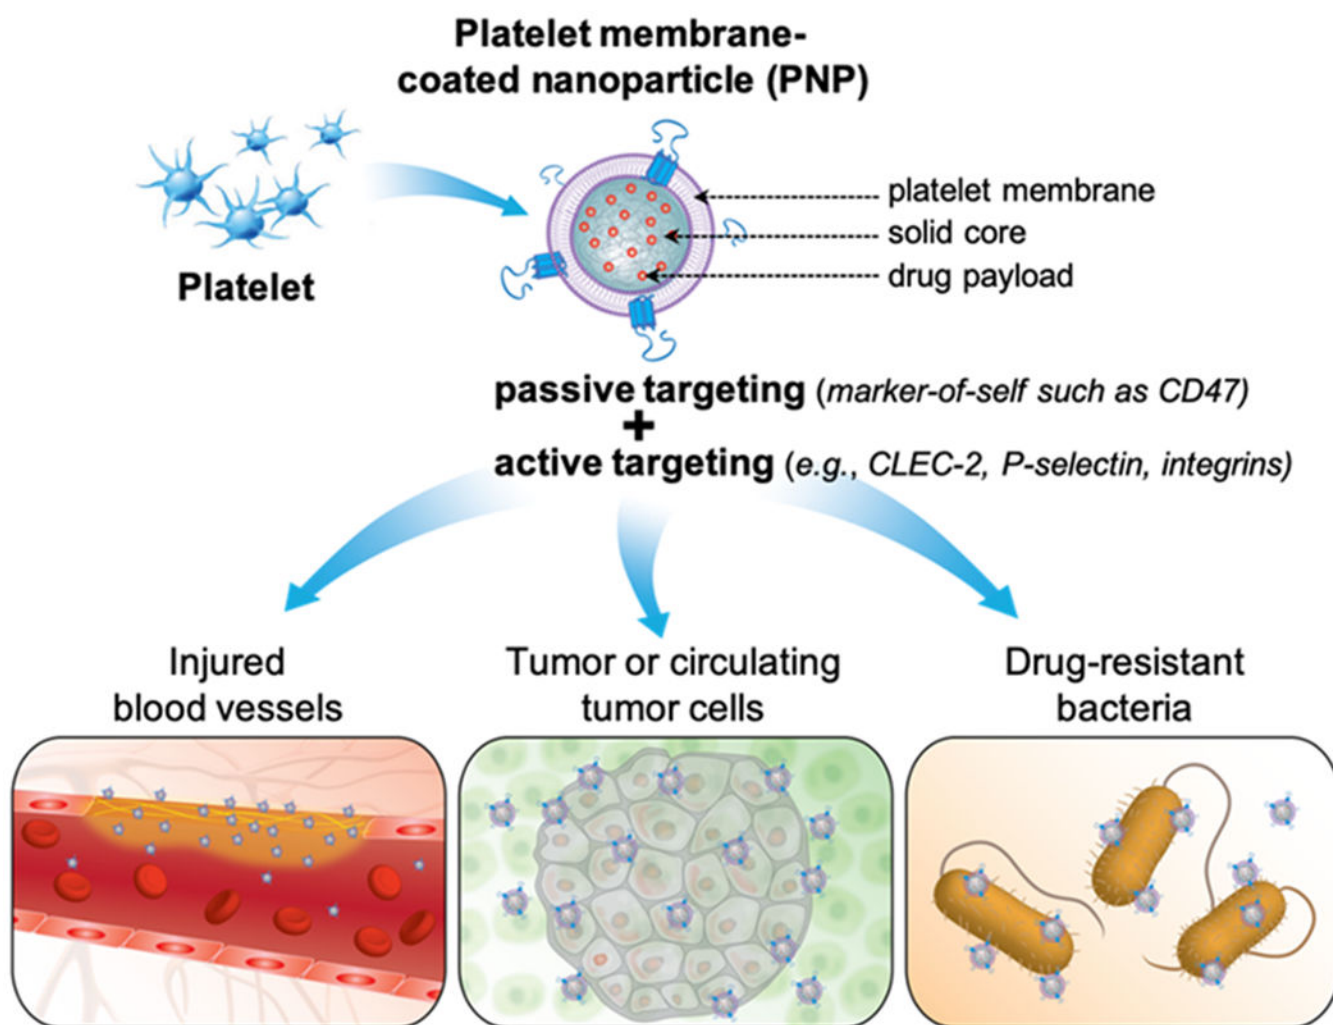 Platelet membrane-
coated nanoparticle (PNP)
platelet membrane
solid core
drug payload
Platelet
passive targeting (marker-of-self such as CD47)
+
active targeting (e.g., CLEC-2, P-selectin, integrins)
Injured
blood vessels
Tumor or circulating
tumor cells
Drug-resistant
bacteria